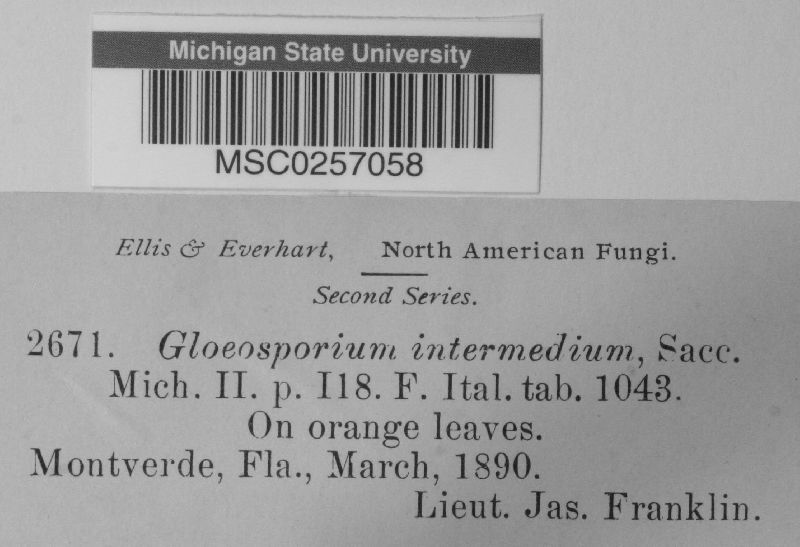 Michigan State University
MSC0257058
Ellis & Everhart, North American Fungi.
Second Series.
2671. Gloeosporium intermedium, Sacc.
Mich. II. p. I18. F. Ital. tab. 1043.
On orange leaves.
Montverde, Fla., March, 1890.
Lieut. Jas. Franklin.